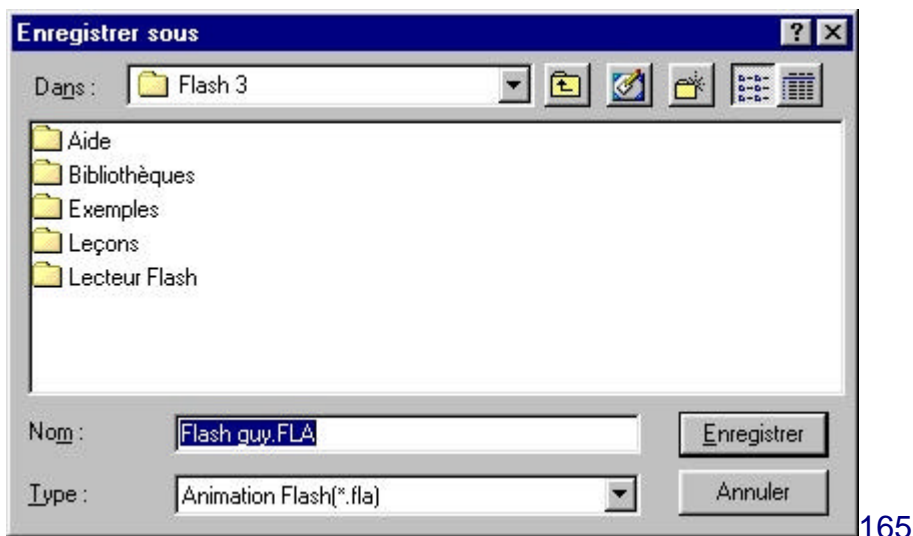 Enregistrer sous
Dans : Flash 3
Aide
Bibliothèques
Exemples
Leçons
Lecteur Flash
Nom : Flash guy.FLA Enregistrer
Type : Animation Flash(*.fla) Annuler
165